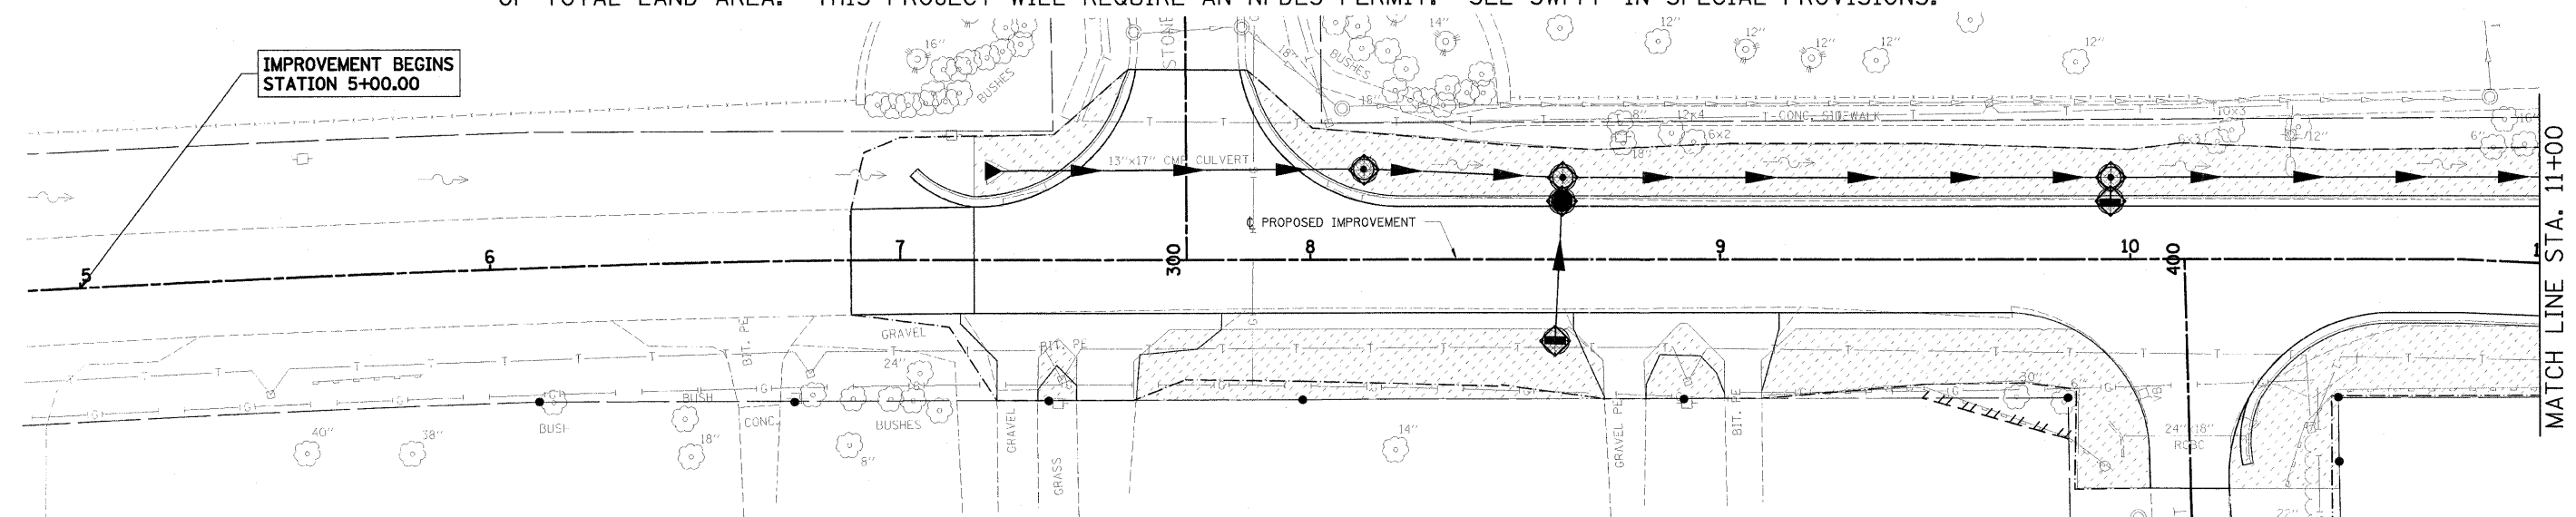 OF TOTAL LAND AREA. THIS PROJECT WILL REQUIRE AN NPDES PERMIT. SEE SWPPP IN SPECIAL PROVISIONS.
IMPROVEMENT BEGINS
STATION 5+00.00
16"
BUSHES
STONE
18"
BUSHES
14"
18"
12"
12"
12"
12"
12"
8"
12x4
6x2
18"
CONC. SIDEWALK
10x3
6x3
12"
6"
16"
13"x17" CMP CULVERT
℄ PROPOSED IMPROVEMENT
5
6
7
300
8
9
10
400
1
MATCH LINE STA. 11+00
BIT. PE
GRAVEL
24"
BIT. PE
BUSH
BUSH
CONC.
BUSHES
40"
38"
18"
8"
GRAVEL
GRASS
14"
GRAVEL PE
BIT. PE
30"
6"
24"x18"
RCBC
22"